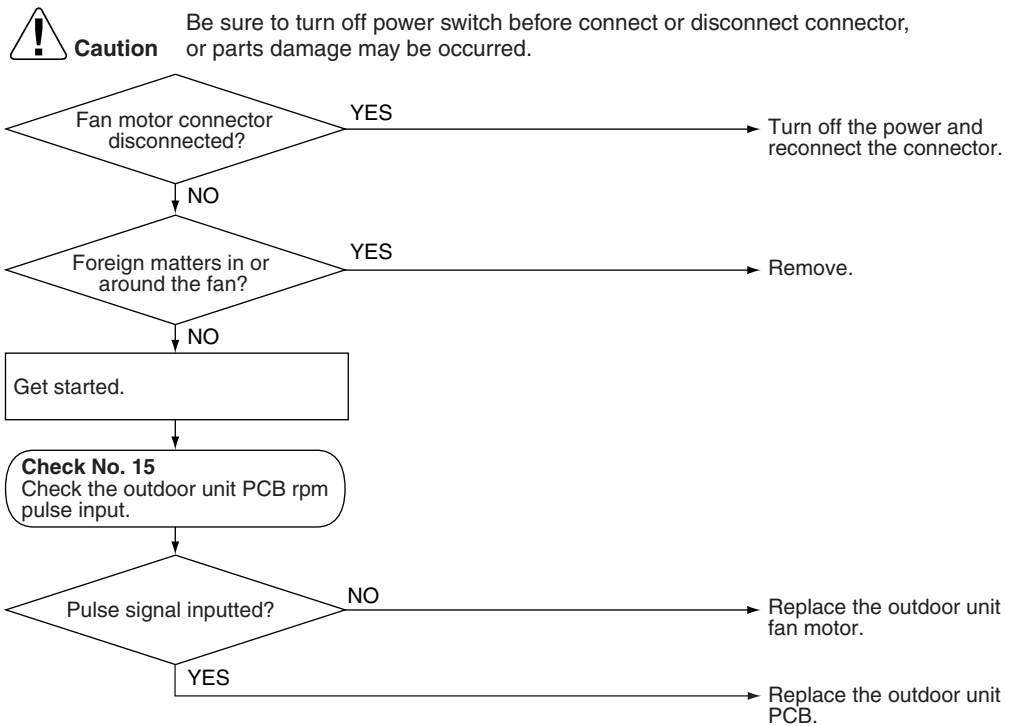 Be sure to turn off power switch before connect or disconnect connector,
Caution or parts damage may be occurred.
Fan motor connector
disconnected?
YES
Turn off the power and
reconnect the connector.
NO
Foreign matters in or
around the fan?
YES
Remove.
NO
Get started.
Check No. 15
Check the outdoor unit PCB rpm
pulse input.
Pulse signal inputted?
NO
Replace the outdoor unit
fan motor.
YES
Replace the outdoor unit
PCB.